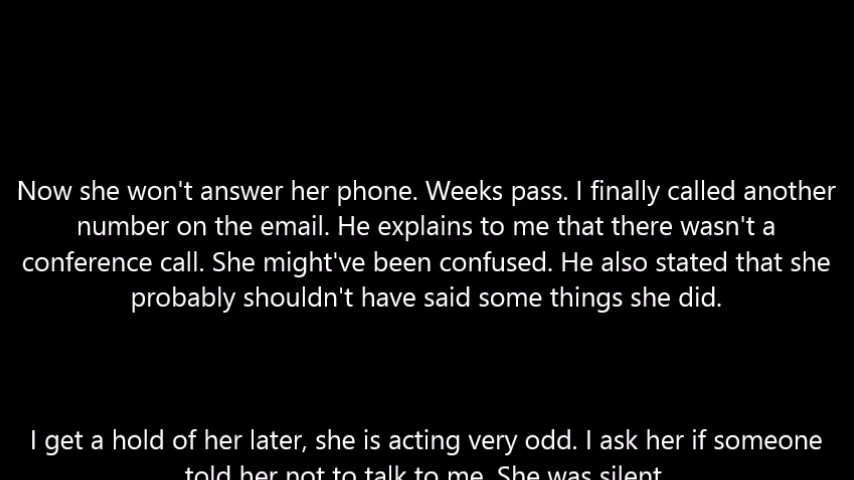 Now she won't answer her phone. Weeks pass. I finally called another
number on the email. He explains to me that there wasn't a
conference call. She might've been confused. He also stated that she
probably shouldn't have said some things she did.
I get a hold of her later, she is acting very odd. I ask her if someone
told her not to talk to me. She was silent